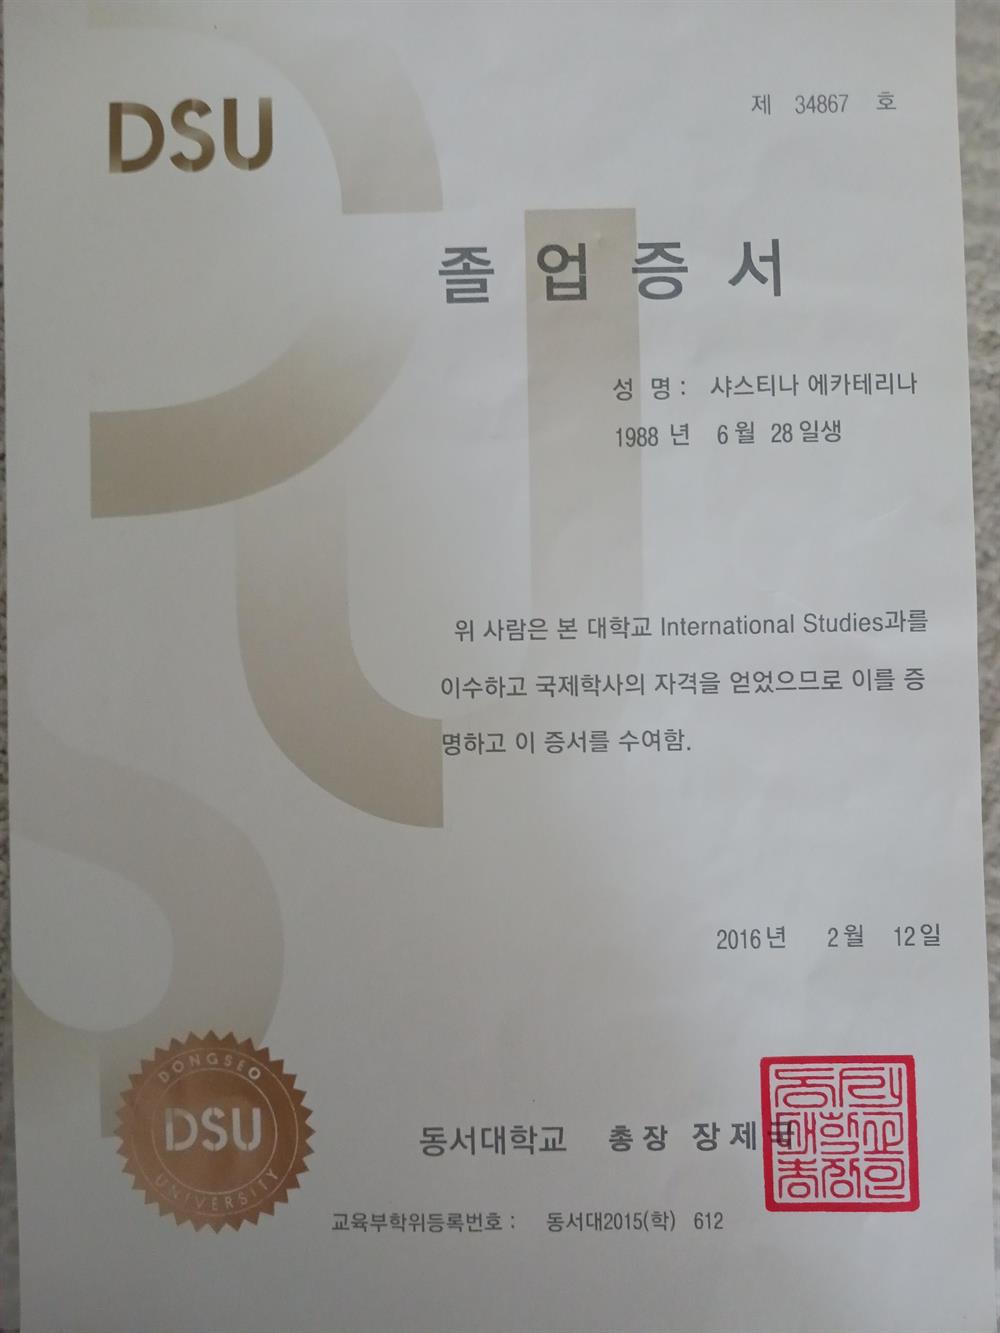 DSU
제 34867 호
졸업증서
성 명 : 샤스티나 에카테리나
1988 년 6 월 28 일생
위 사람은 본 대학교 International Studies과를
이수하고 국제학사의 자격을 얻었으므로 이를 증
명하고 이 증서를 수여함.
2016 년 2 월 12 일
DONGSEO
DSU
UNIVERSITY
동서대학교 총장 장제국
교육부학위등록번호 : 동서대2015(학) 612